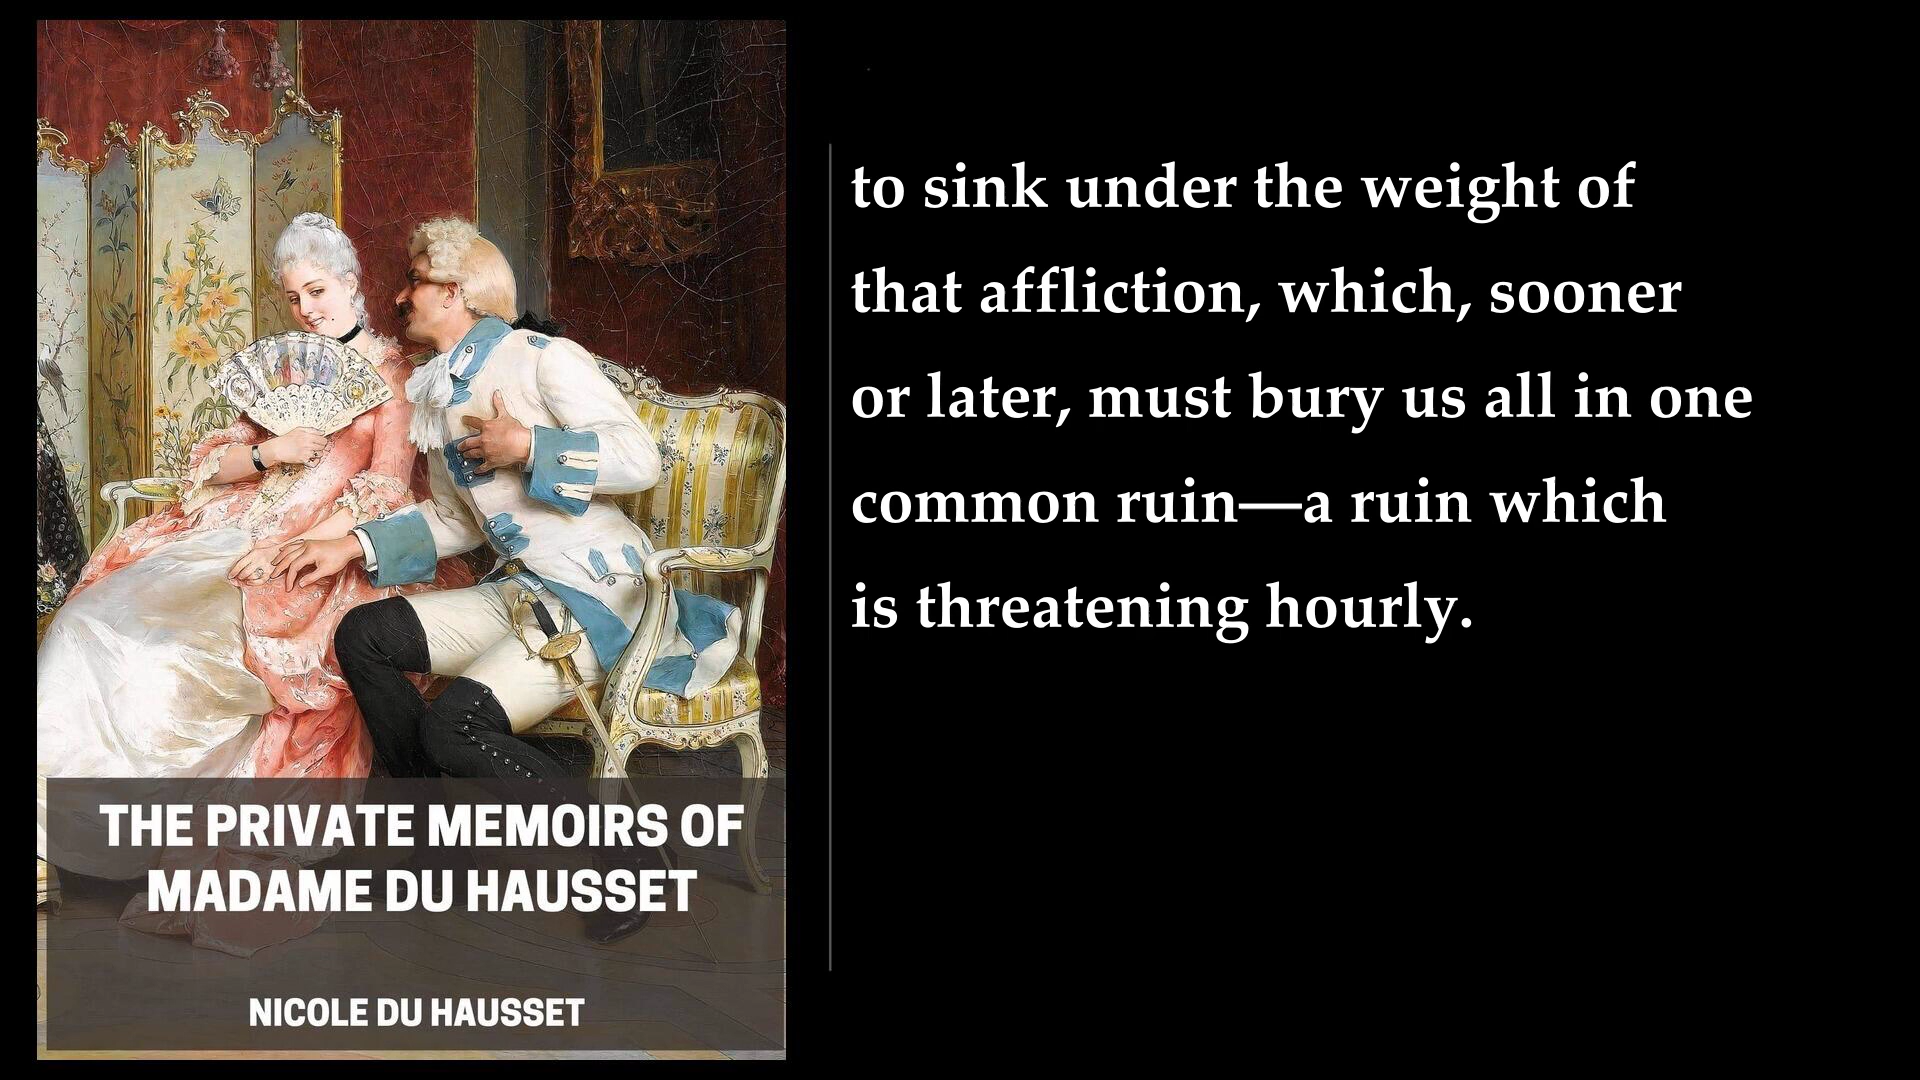 to sink under the weight of
that affliction, which, sooner
or later, must bury us all in one
common ruin—a ruin which
is threatening hourly.
THE PRIVATE MEMOIRS OF
MADAME DU HAUSSET
NICOLE DU HAUSSET